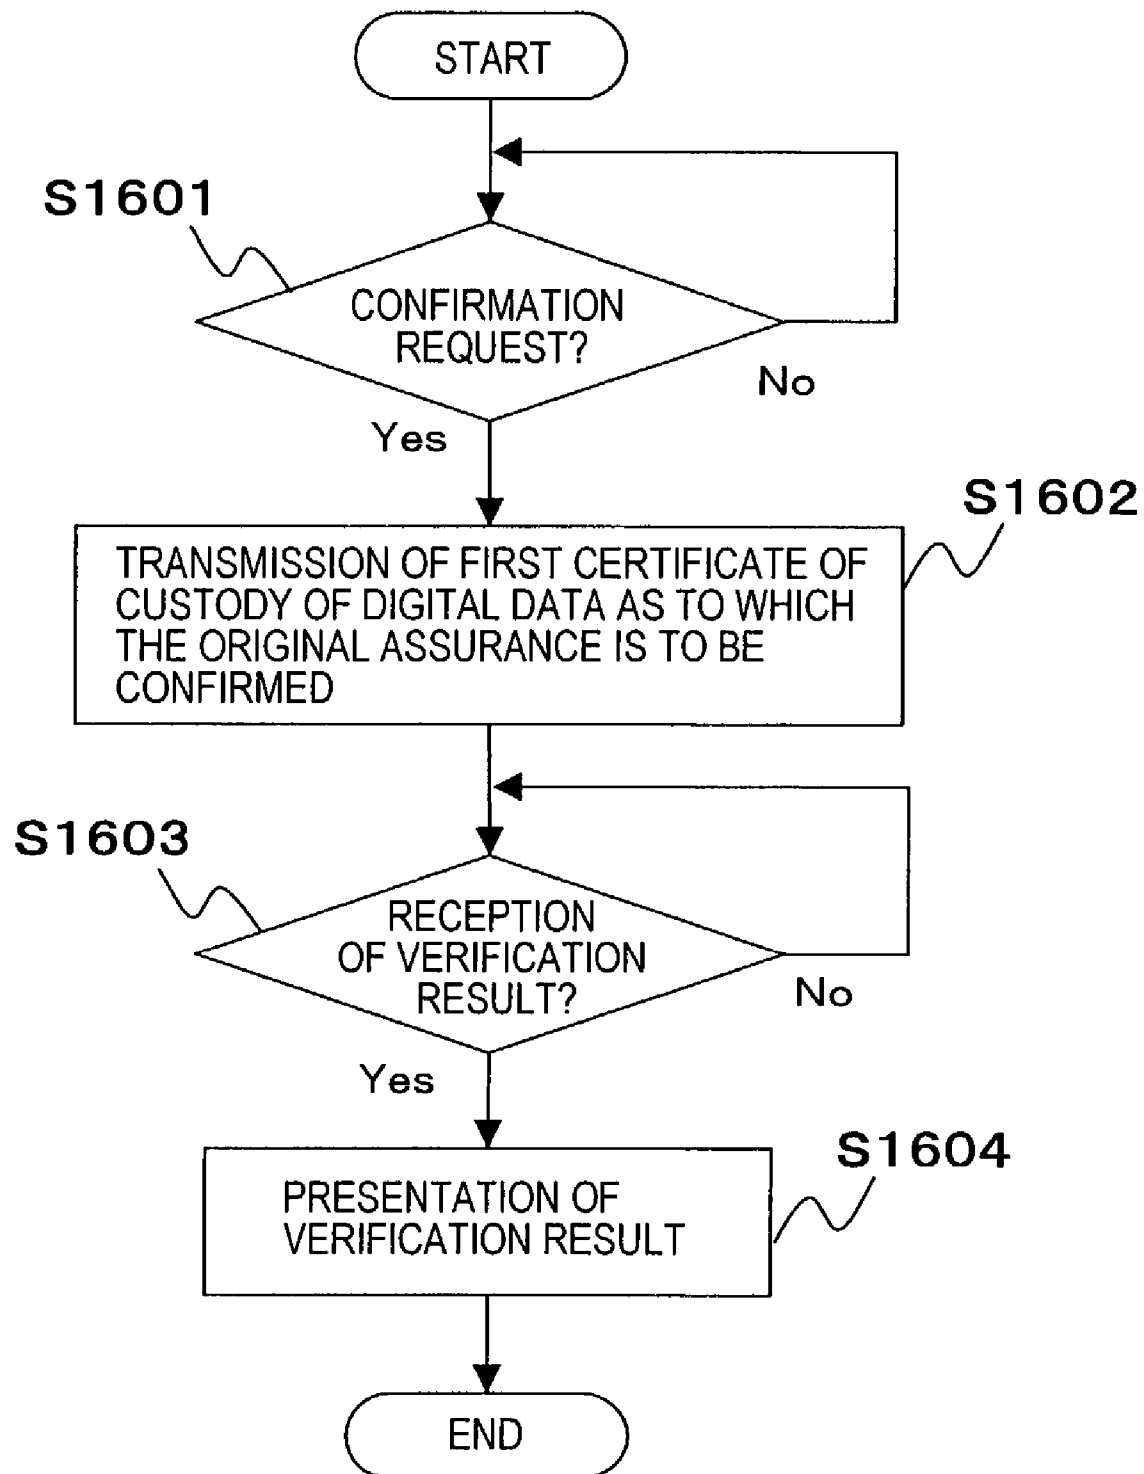 START
S1601
CONFIRMATION
REQUEST?
No
Yes
S1602
TRANSMISSION OF FIRST CERTIFICATE OF
CUSTODY OF DIGITAL DATA AS TO WHICH
THE ORIGINAL ASSURANCE IS TO BE
CONFIRMED
S1603
RECEPTION
OF VERIFICATION
RESULT?
No
Yes
S1604
PRESENTATION OF
VERIFICATION RESULT
END